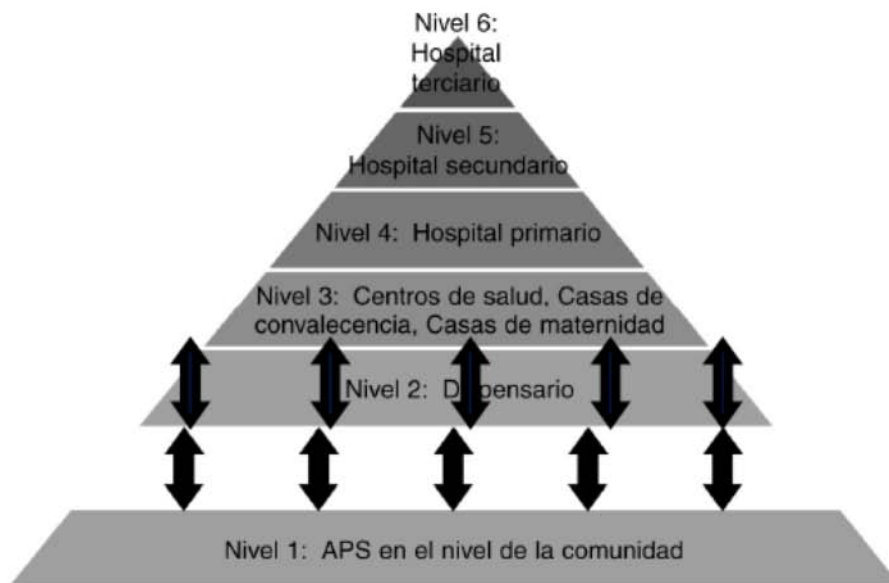 Nivel 6:
Hospital
terciario
Nivel 5:
Hospital secundario
Nivel 4: Hospital primario
Nivel 3: Centros de salud, Casas de
convalecencia, Casas de maternidad
Nivel 2: Dispensario
Nivel 1: APS en el nivel de la comunidad